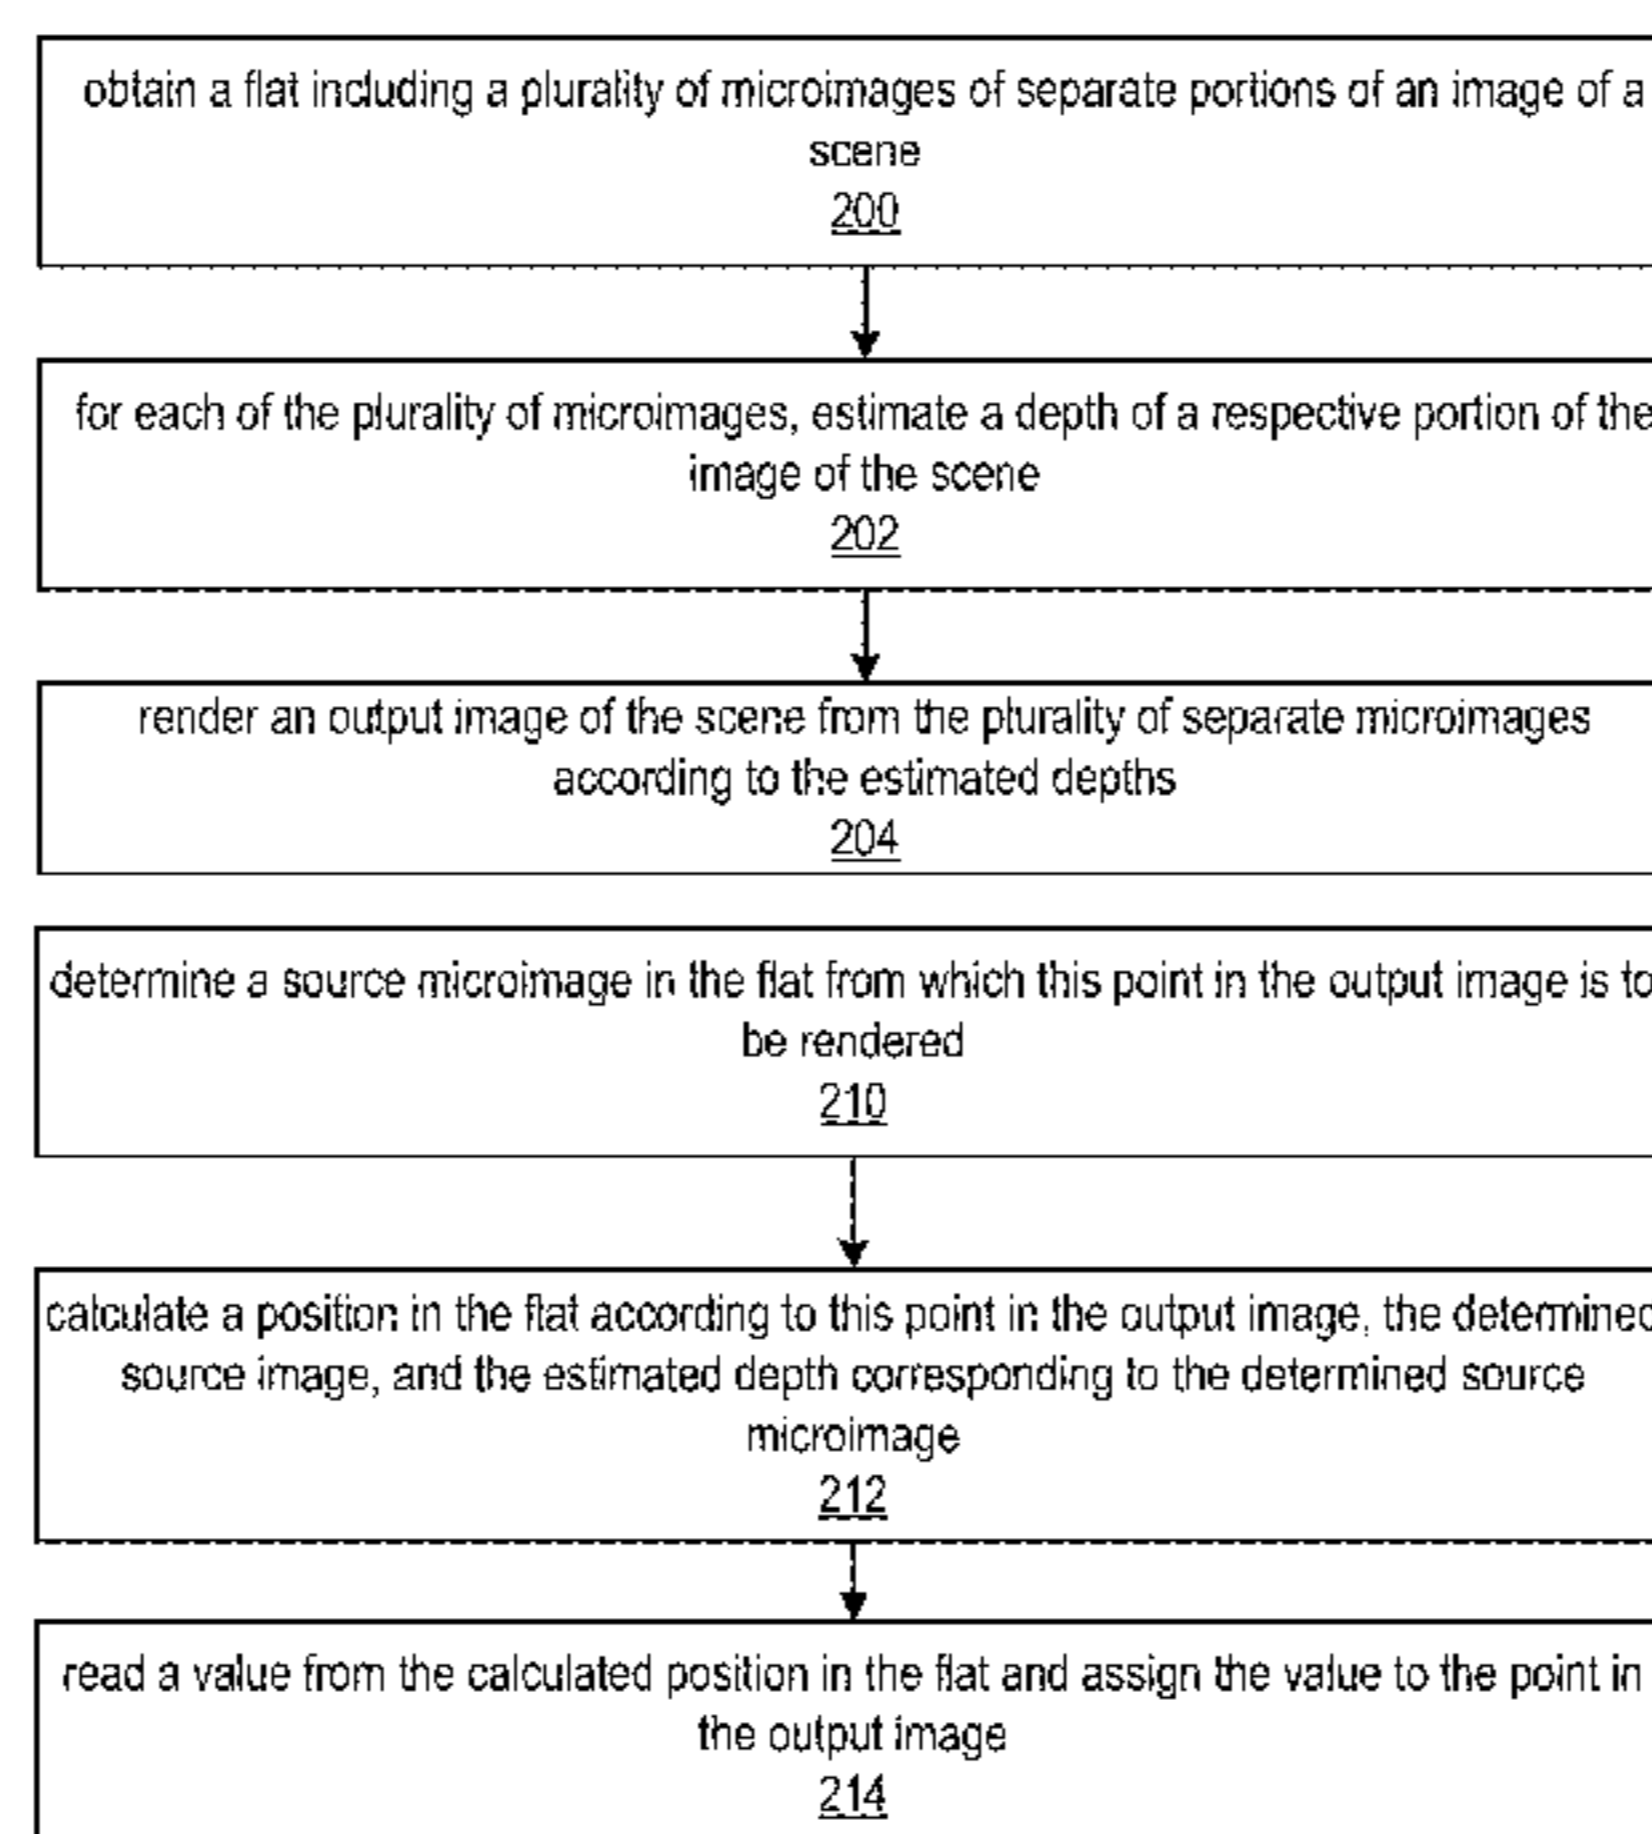 obtain a flat including a plurality of microimages of separate portions of an image of a
scene
200
for each of the plurality of microimages, estimate a depth of a respective portion of the
image of the scene
202
render an output image of the scene from the plurality of separate microimages
according to the estimated depths
204
determine a source microimage in the flat from which this point in the output image is to
be rendered
210
calculate a position in the flat according to this point in the output image, the determined
source image, and the estimated depth corresponding to the determined source
microimage
212
read a value from the calculated position in the flat and assign the value to the point in
the output image
214